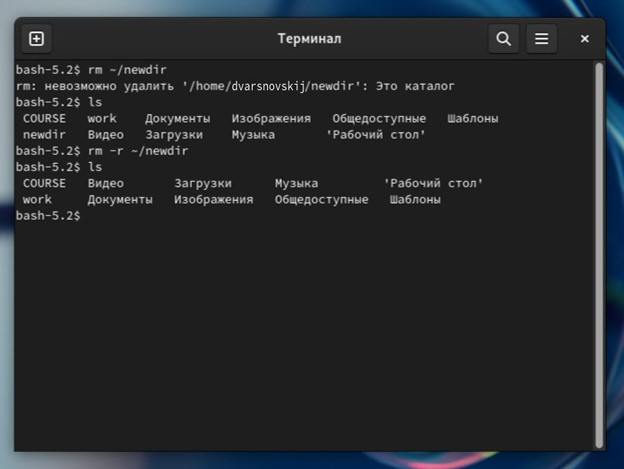 Терминал
bash-5.2$ rm ~/newdir
rm: невозможно удалить '/home/dvarsnovskij/newdir': Это каталог
bash-5.2$ ls
COURSE work Документы Изображения Общедоступные Шаблоны
newdir Видео Загрузки Музыка 'Рабочий стол'
bash-5.2$ rm -r ~/newdir
bash-5.2$ ls
COURSE Видео Загрузки Музыка 'Рабочий стол'
work Документы Изображения Общедоступные Шаблоны
bash-5.2$